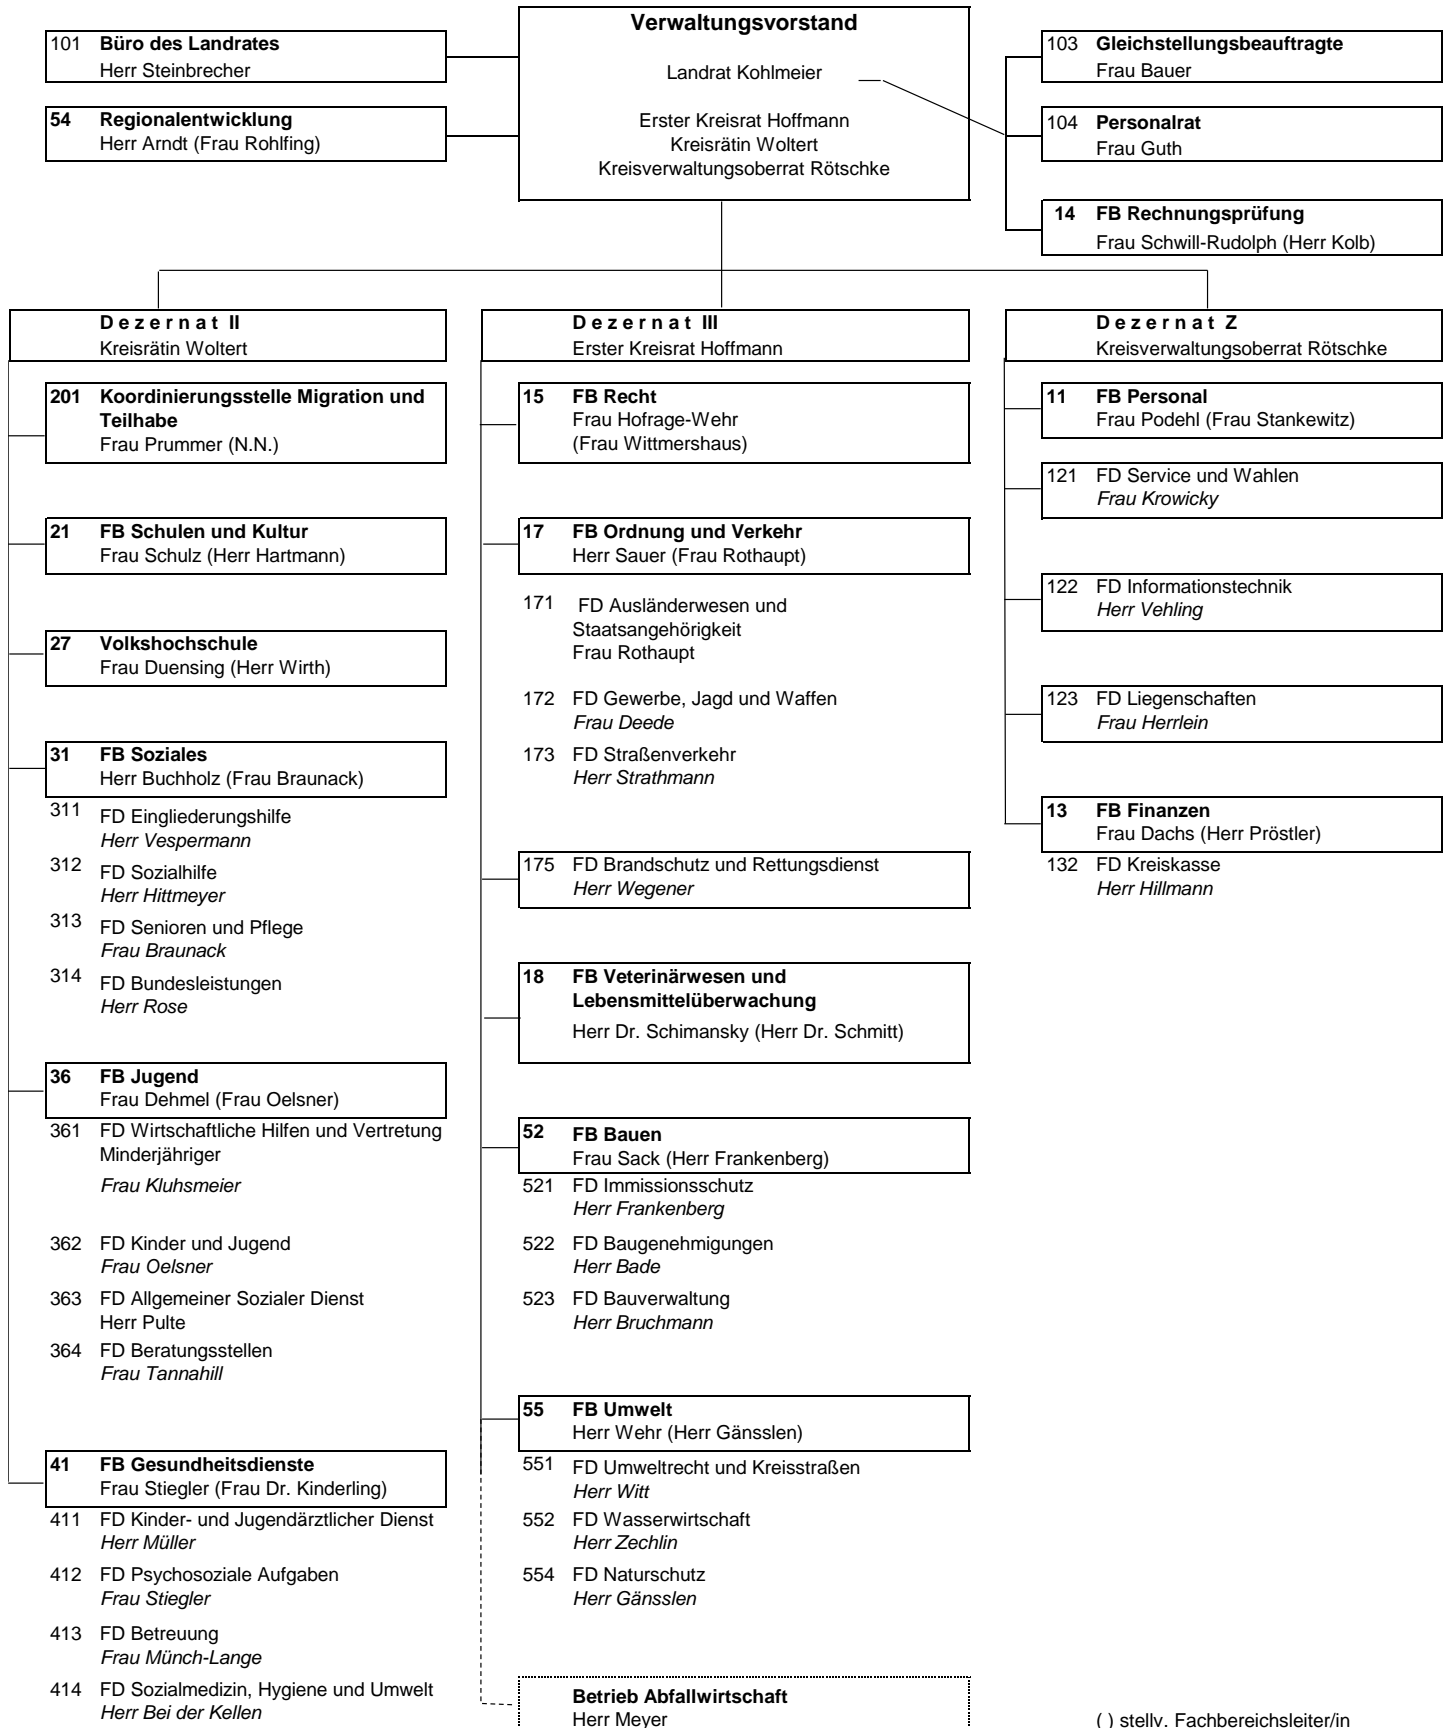 Verwaltungsvorstand
Landrat Kohlmeier
Erster Kreisrat Hoffmann
Kreisrätin Woltert
Kreisverwaltungsoberrat Rötschke
101 Büro des Landrates
Herr Steinbrecher
54 Regionalentwicklung
Herr Arndt (Frau Rohlfing)
103 Gleichstellungsbeauftragte
Frau Bauer
104 Personalrat
Frau Guth
14 FB Rechnungsprüfung
Frau Schwill-Rudolph (Herr Kolb)
D e z e r n a t II
Kreisrätin Woltert
201 Koordinierungsstelle Migration und
Teilhabe
Frau Prummer (N.N.)
21 FB Schulen und Kultur
Frau Schulz (Herr Hartmann)
27 Volkshochschule
Frau Duensing (Herr Wirth)
31 FB Soziales
Herr Buchholz (Frau Braunack)
311 FD Eingliederungshilfe
Herr Vespermann
312 FD Sozialhilfe
Herr Hittmeyer
313 FD Senioren und Pflege
Frau Braunack
314 FD Bundesleistungen
Herr Rose
36 FB Jugend
Frau Dehmel (Frau Oelsner)
361 FD Wirtschaftliche Hilfen und Vertretung
Minderjähriger
Frau Kluhsmeier
362 FD Kinder und Jugend
Frau Oelsner
363 FD Allgemeiner Sozialer Dienst
Herr Pulte
364 FD Beratungsstellen
Frau Tannahill
41 FB Gesundheitsdienste
Frau Stiegler (Frau Dr. Kinderling)
411 FD Kinder- und Jugendärztlicher Dienst
Herr Müller
412 FD Psychosoziale Aufgaben
Frau Stiegler
413 FD Betreuung
Frau Münch-Lange
414 FD Sozialmedizin, Hygiene und Umwelt
Herr Bei der Kellen
D e z e r n a t III
Erster Kreisrat Hoffmann
15 FB Recht
Frau Hofrage-Wehr
(Frau Wittmershaus)
17 FB Ordnung und Verkehr
Herr Sauer (Frau Rothaupt)
171 FD Ausländerwesen und
Staatsangehörigkeit
Frau Rothaupt
172 FD Gewerbe, Jagd und Waffen
Frau Deede
173 FD Straßenverkehr
Herr Strathmann
175 FD Brandschutz und Rettungsdienst
Herr Wegener
18 FB Veterinärwesen und
Lebensmittelüberwachung
Herr Dr. Schimansky (Herr Dr. Schmitt)
52 FB Bauen
Frau Sack (Herr Frankenberg)
521 FD Immissionsschutz
Herr Frankenberg
522 FD Baugenehmigungen
Herr Bade
523 FD Bauverwaltung
Herr Bruchmann
55 FB Umwelt
Herr Wehr (Herr Gänsslen)
551 FD Umweltrecht und Kreisstraßen
Herr Witt
552 FD Wasserwirtschaft
Herr Zechlin
554 FD Naturschutz
Herr Gänsslen
Betrieb Abfallwirtschaft
Herr Meyer
D e z e r n a t Z
Kreisverwaltungsoberrat Rötschke
11 FB Personal
Frau Podehl (Frau Stankewitz)
121 FD Service und Wahlen
Frau Krowicky
122 FD Informationstechnik
Herr Vehling
123 FD Liegenschaften
Frau Herrlein
13 FB Finanzen
Frau Dachs (Herr Pröstler)
132 FD Kreiskasse
Herr Hillmann
( ) stellv. Fachbereichsleiter/in